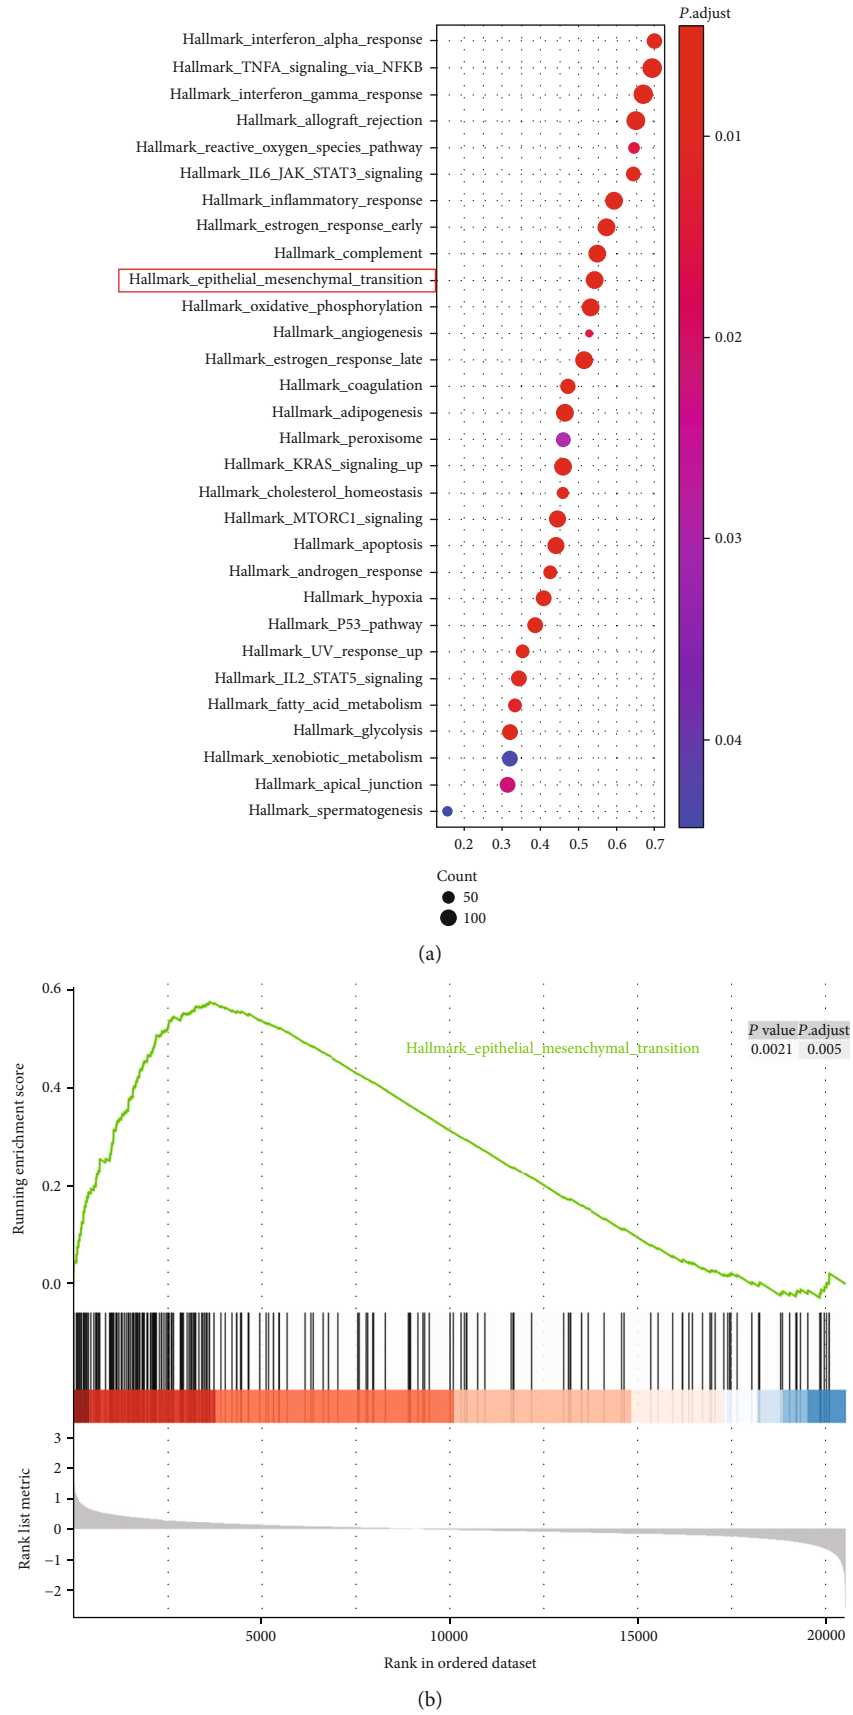 P.adjust
Hallmark_interferon_alpha_response
Hallmark_TNFA_signaling_via_NFKB
Hallmark_interferon_gamma_response
Hallmark_allograft_rejection
Hallmark_reactive_oxygen_species_pathway
Hallmark_IL6_JAK_STAT3_signaling
Hallmark_inflammatory_response
Hallmark_estrogen_response_early
Hallmark_complement
Hallmark_epithelial_mesenchymal_transition
Hallmark_oxidative_phosphorylation
Hallmark_angiogenesis
Hallmark_estrogen_response_late
Hallmark_coagulation
Hallmark_adipogenesis
Hallmark_peroxisome
Hallmark_KRAS_signaling_up
Hallmark_cholesterol_homeostasis
Hallmark_MTORC1_signaling
Hallmark_apoptosis
Hallmark_androgen_response
Hallmark_hypoxia
Hallmark_P53_pathway
Hallmark_UV_response_up
Hallmark_IL2_STAT5_signaling
Hallmark_fatty_acid_metabolism
Hallmark_glycolysis
Hallmark_xenobiotic_metabolism
Hallmark_apical_junction
Hallmark_spermatogenesis
0.01
0.02
0.03
0.04
0.2 0.3 0.4 0.5 0.6 0.7
Count
50
100
(a)
Running enrichment score
0.6
0.4
0.2
0.0
Hallmark_epithelial_mesenchymal_transition
P value P.adjust
0.0021 0.005
Rank list metric
3
2
1
0
−1
−2
5000 10000 15000 20000
Rank in ordered dataset
(b)